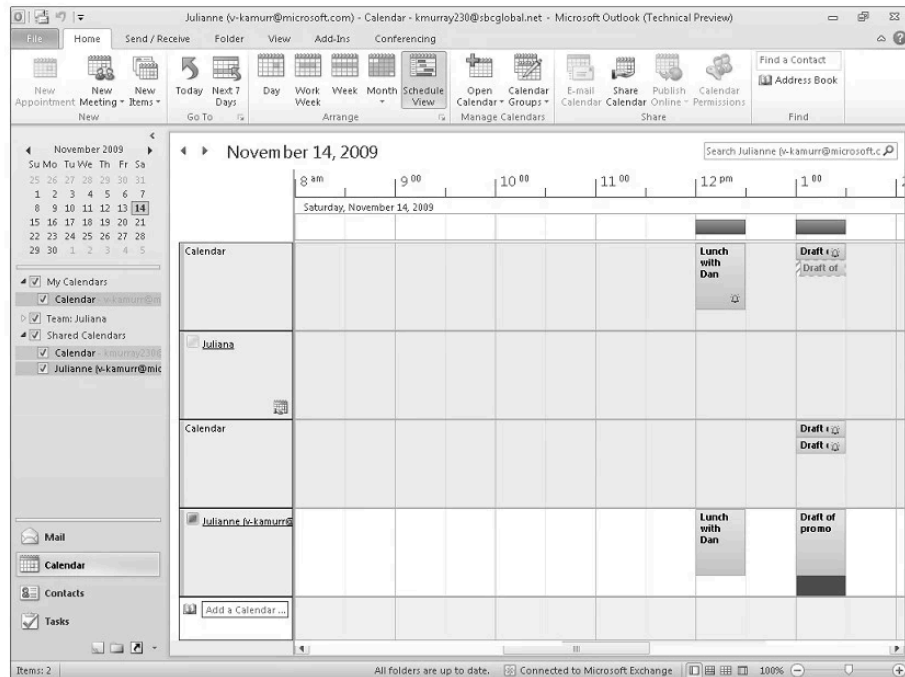 Julianne (v-kamurr@microsoft.com) - Calendar - kmurray230@sbcglobal.net - Microsoft Outlook (Technical Preview)
File Home Send / Receive Folder View Add-Ins Conferencing
New Appointment
New Meeting
New Items
New
Today
Next 7 Days
Go To
Day
Work Week
Week
Month
Schedule View
Arrange
Open Calendar
Calendar Groups
Manage Calendars
E-mail Calendar
Share Calendar
Publish Online
Calendar Permissions
Share
Find a Contact
Address Book
Find
November 2009
Su Mo Tu We Th Fr Sa
25 26 27 28 29 30 31
1 2 3 4 5 6 7
8 9 10 11 12 13 14
15 16 17 18 19 20 21
22 23 24 25 26 27 28
29 30 1 2 3 4 5
My Calendars
Calendar - v-kamurr@m
Team: Juliana
Shared Calendars
Calendar - kmurray230@
Julianne (v-kamurr@mic
Mail
Calendar
Contacts
Tasks
November 14, 2009
Search Julianne (v-kamurr@microsoft.c
8 am 9 00 10 00 11 00 12 pm 1 00
Saturday, November 14, 2009
Calendar
Lunch with Dan
Draft
Draft of
Juliana
Calendar
Draft
Draft
Julianne (v-kamurr@
Lunch with Dan
Draft of promo
Add a Calendar ...
Items: 2
All folders are up to date.
Connected to Microsoft Exchange
100%